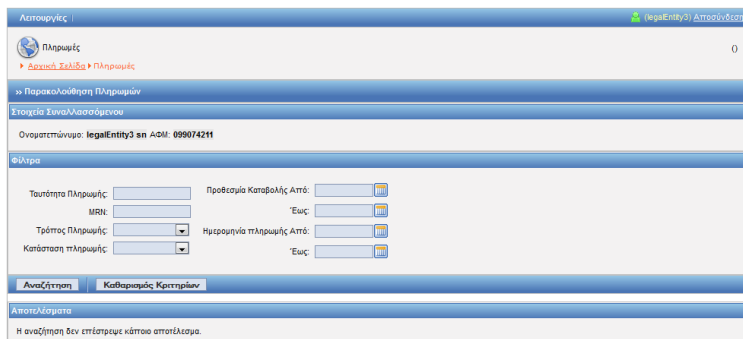 Λειτουργίες
(legalEntity3) Αποσύνδεση
Πληρωμές
()
Αρχική Σελίδα Πληρωμές
» Παρακολούθηση Πληρωμών
Στοιχεία Συναλλασσόμενου
Ονοματεπώνυμο: legalEntity3 sn ΑΦΜ: 099074211
Φίλτρα
Ταυτότητα Πληρωμής: Προθεσμία Καταβολής Από:
MRN: Έως:
Τρόπος Πληρωμής: Ημερομηνία πληρωμής Από:
Κατάσταση πληρωμής: Έως:
Αναζήτηση Καθαρισμός Κριτηρίων
Αποτελέσματα
Η αναζήτηση δεν επέστρεψε κάποιο αποτέλεσμα.